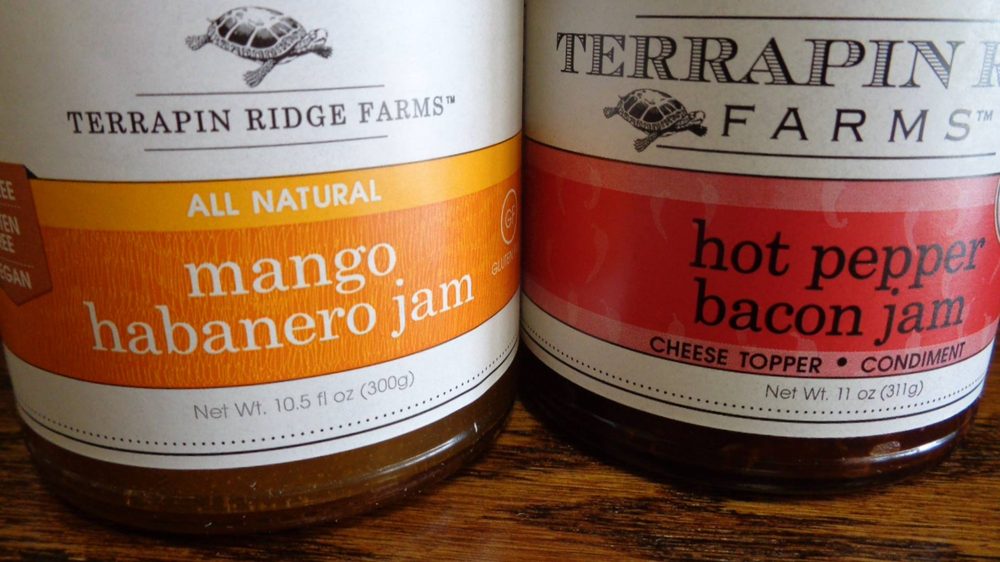 TERRAPIN RIDGE FARMS™
ALL NATURAL
mango
habanero jam
Net Wt. 10.5 fl oz (300g)
GF
TERRAPIN
FARMS™
hot pepper
bacon jam
CHEESE TOPPER • CONDIMENT
Net Wt. 11 oz (311g)